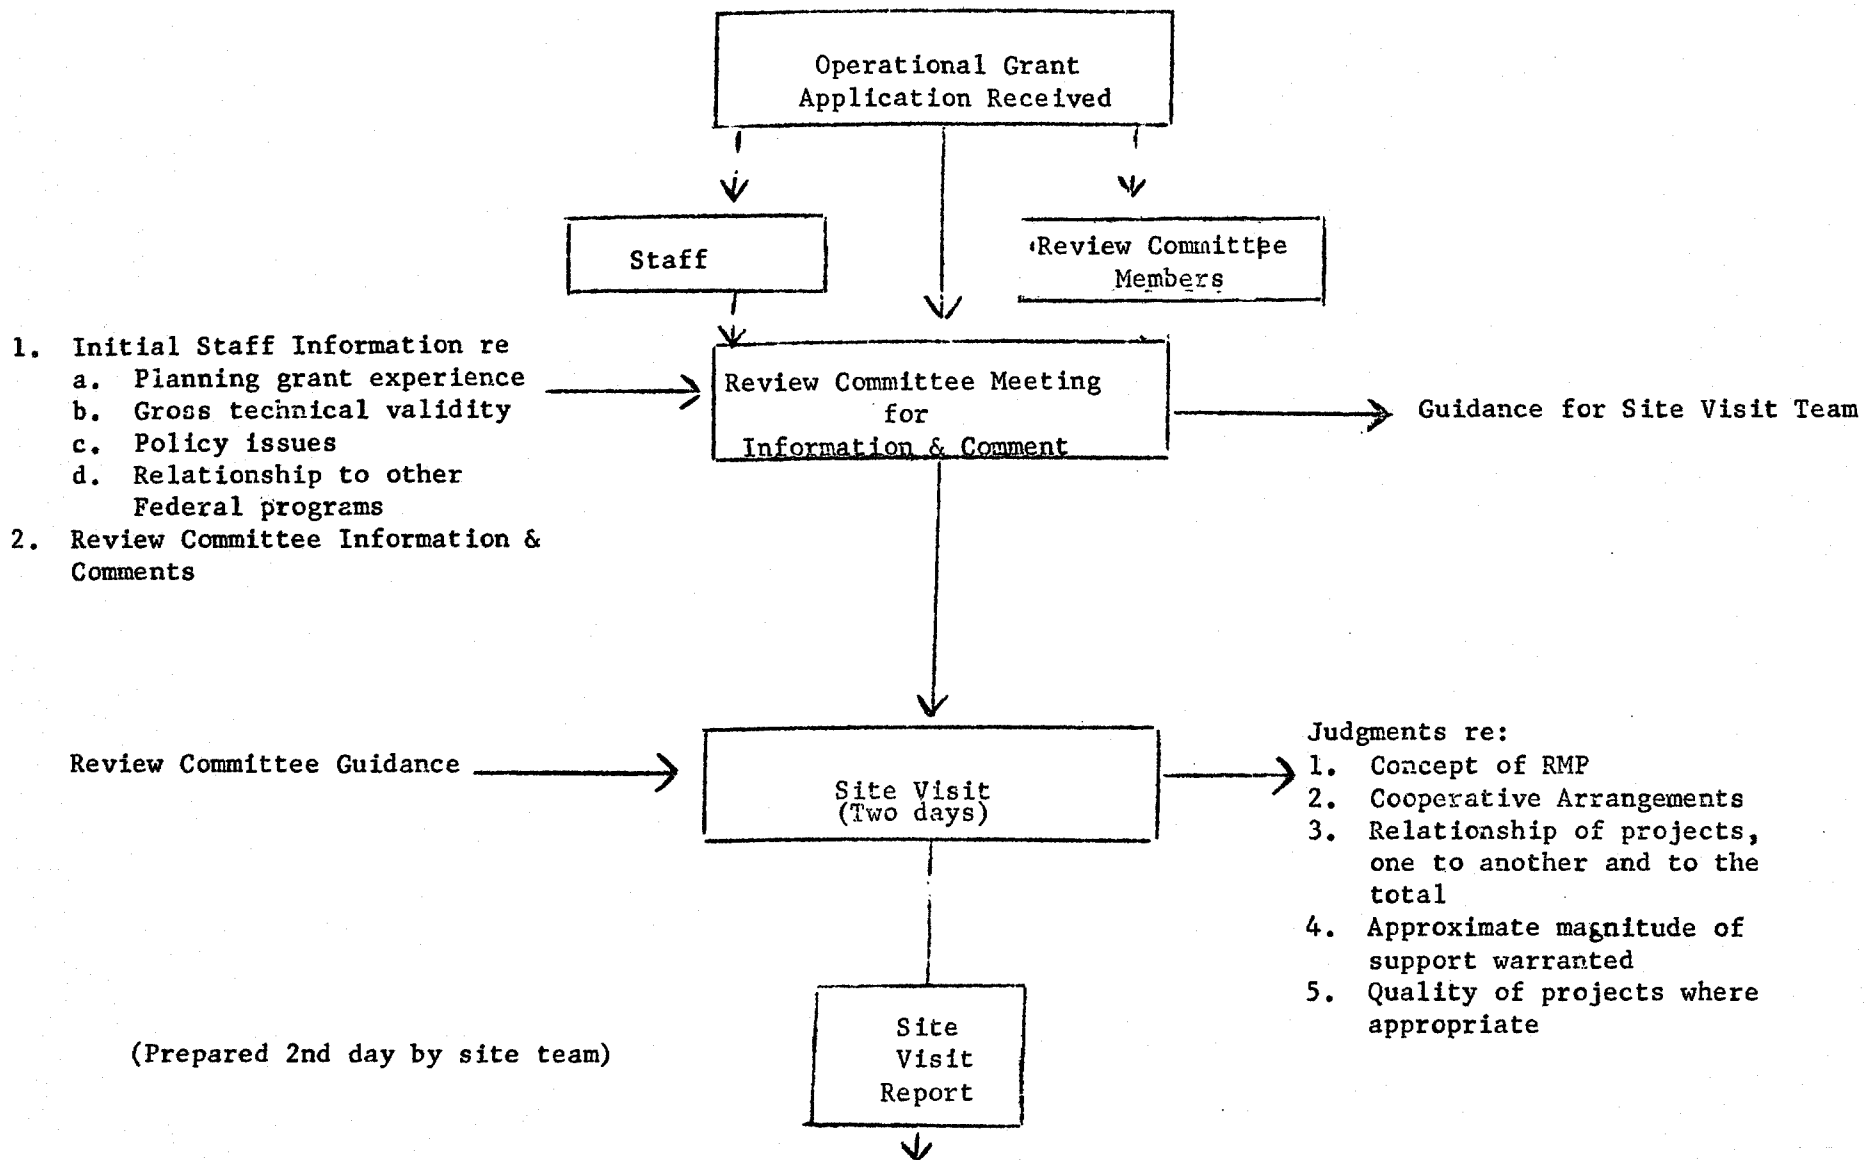 Operational Grant
Application Received
Staff
Review Committee
Members
1. Initial Staff Information re
a. Planning grant experience
b. Gross technical validity
c. Policy issues
d. Relationship to other
Federal programs
2. Review Committee Information &
Comments
Review Committee Meeting
for
Information & Comment
Guidance for Site Visit Team
Review Committee Guidance
Site Visit
(Two days)
Judgments re:
1. Concept of RMP
2. Cooperative Arrangements
3. Relationship of projects,
one to another and to the
total
4. Approximate magnitude of
support warranted
5. Quality of projects where
appropriate
(Prepared 2nd day by site team)
Site
Visit
Report